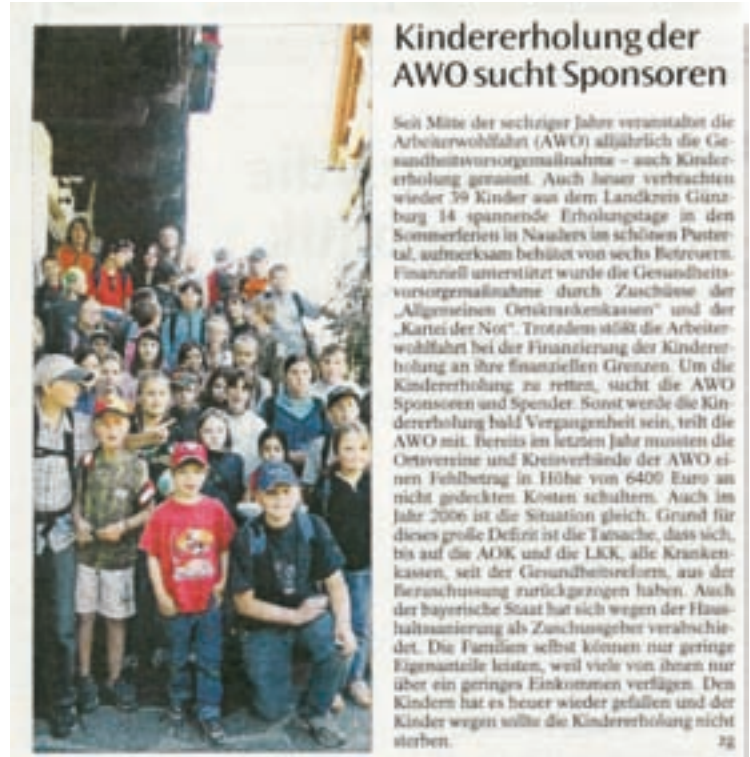 Kindererholung der
AWO sucht Sponsoren
Seit Mitte der sechziger Jahre veranstaltet die
Arbeiterwohlfahrt (AWO) alljährlich die Ge-
sundheitsvorsorgemaßnahme – auch Kinder-
erholung genannt. Auch heuer verbrachten
wieder 39 Kinder aus dem Landkreis Günz-
burg 14 spannende Erholungstage in den
Sommerferien in Nauders im schönen Puster-
tal, aufmerksam behütet von sechs Betreuern.
Finanziell unterstützt wurde die Gesundheits-
vorsorgemaßnahme durch Zuschüsse der
„Allgemeinen Ortskrankenkassen" und der
„Kartei der Not". Trotzdem stößt die Arbeiter-
wohlfahrt bei der Finanzierung der Kinderer-
holung an ihre finanziellen Grenzen. Um die
Kindererholung zu retten, sucht die AWO
Sponsoren und Spender. Sonst werde die Kin-
dererholung bald Vergangenheit sein, teilt die
AWO mit. Bereits im letzten Jahr mussten die
Ortsvereine und Kreisverbände der AWO ei-
nen Fehlbetrag in Höhe von 6400 Euro an
nicht gedeckten Kosten schultern. Auch im
Jahr 2006 ist die Situation gleich. Grund für
dieses große Defizit ist die Tatsache, dass sich,
bis auf die AOK und die LKK, alle Kranken-
kassen, seit der Gesundheitsreform, aus der
Bezuschussung zurückgezogen haben. Auch
der bayerische Staat hat sich wegen der Haus-
haltssanierung als Zuschussgeber verabschie-
det. Die Familien selbst können nur geringe
Eigenanteile leisten, weil viele von ihnen nur
über ein geringes Einkommen verfügen. Den
Kindern hat es heuer wieder gefallen und der
Kinder wegen sollte die Kindererholung nicht
sterben. zg